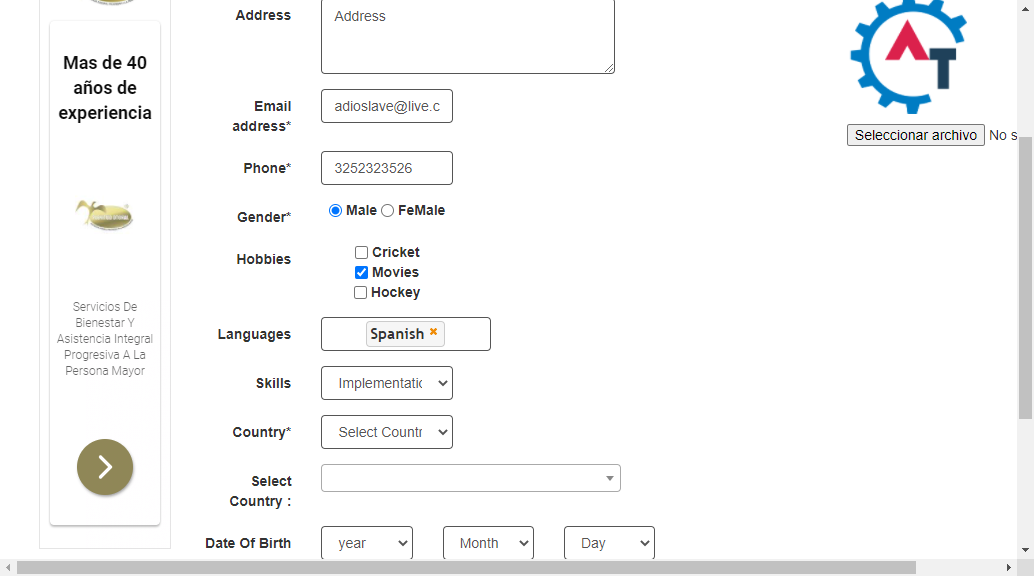 Mas de 40
años de
experiencia
Servicios De
Bienestar Y
Asistencia Integral
Progresiva A La
Persona Mayor
Address
Address
Email
address*
adioslave@live.c
Phone*
3252323526
Gender*
Male FeMale
Hobbies
Cricket
Movies
Hockey
Languages
Spanish
Skills
Implementatic
Country*
Select Countr
Select
Country :
Date Of Birth
year Month Day
AT
Seleccionar archivo No s